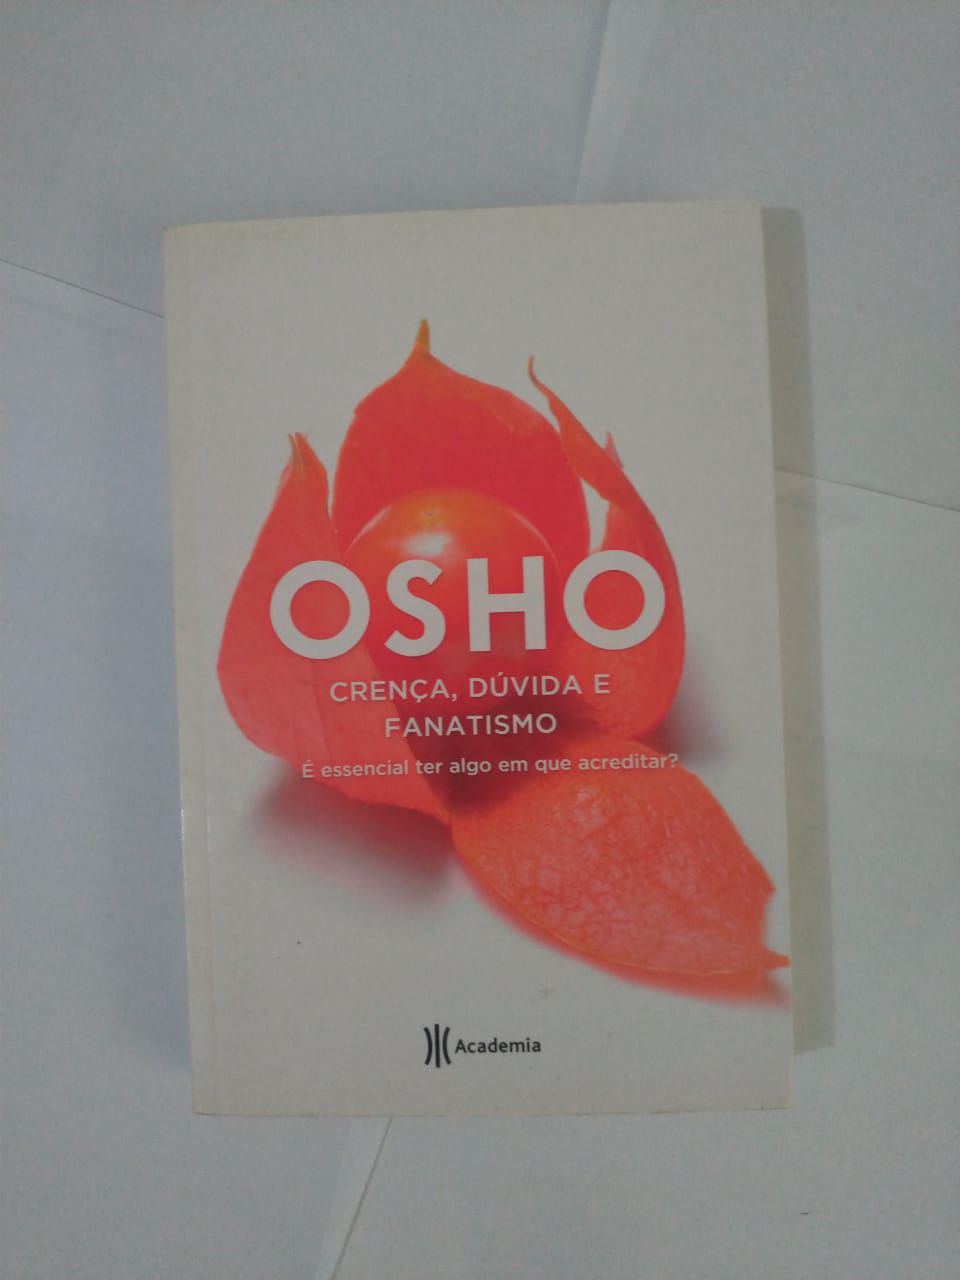 OSHO
CRENÇA, DÚVIDA E
FANATISMO
É essencial ter algo em que acreditar?
Academia